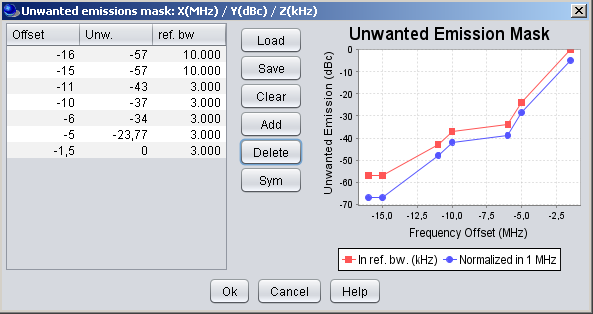 Unwanted emissions mask: X(MHz) / Y(dBc) / Z(kHz)
Offset Unw. ref. bw
-16 -57 10.000
-15 -57 10.000
-11 -43 3.000
-10 -37 3.000
-6 -34 3.000
-5 -23,77 3.000
-1,5 0 3.000
Load
Save
Clear
Add
Delete
Sym
Unwanted Emission Mask
Unwanted Emission (dBc)
0
-10
-20
-30
-40
-50
-60
-70
-15,0 -12,5 -10,0 -7,5 -5,0 -2,5
Frequency Offset (MHz)
In ref. bw. (kHz) Normalized in 1 MHz
Ok Cancel Help